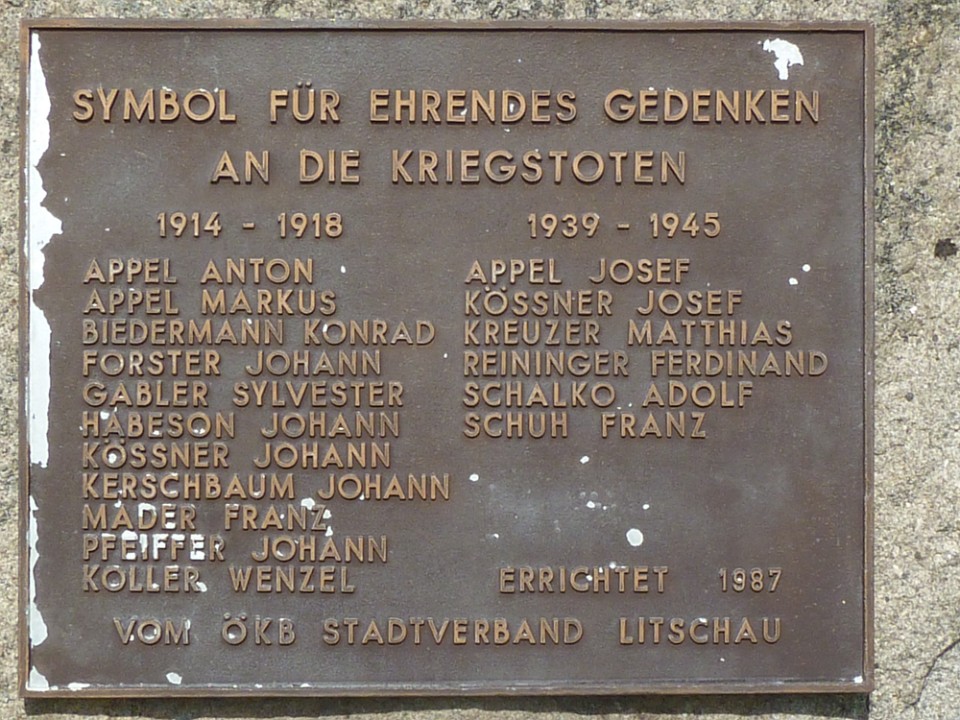 SYMBOL FÜR EHRENDES GEDENKEN
AN DIE KRIEGSTOTEN
1914 - 1918
APPEL ANTON
APPEL MARKUS
BIEDERMANN KONRAD
FORSTER JOHANN
GABLER SYLVESTER
HABESON JOHANN
KÖSSNER JOHANN
KERSCHBAUM JOHANN
MADER FRANZ
PFEIFFER JOHANN
KOLLER WENZEL
1939 - 1945
APPEL JOSEF
KÖSSNER JOSEF
KREUZER MATTHIAS
REININGER FERDINAND
SCHALKO ADOLF
SCHUH FRANZ
ERRICHTET 1987
VOM ÖKB STADTVERBAND LITSCHAU